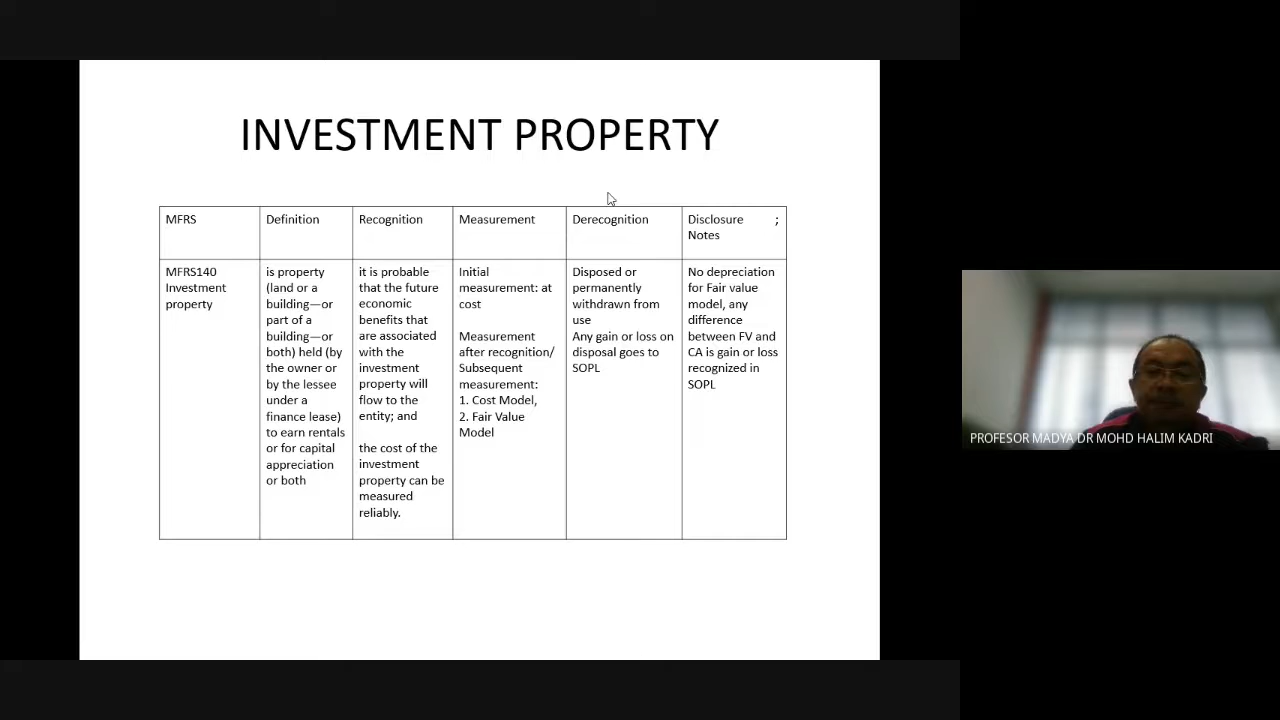 INVESTMENT PROPERTY
MFRS
Definition
Recognition
Measurement
Derecognition
Disclosure ;
Notes
MFRS140
Investment
property
is property
(land or a
building—or
part of a
building—or
both) held (by
the owner or
by the lessee
under a
finance lease)
to earn rentals
or for capital
appreciation
or both
it is probable
that the future
economic
benefits that
are associated
with the
investment
property will
flow to the
entity; and
the cost of the
investment
property can be
measured
reliably.
Initial
measurement: at
cost
Measurement
after recognition/
Subsequent
measurement:
1. Cost Model,
2. Fair Value
Model
Disposed or
permanently
withdrawn from
use
Any gain or loss on
disposal goes to
SOPL
No depreciation
for Fair value
model, any
difference
between FV and
CA is gain or loss
recognized in
SOPL
PROFESOR MADYA DR MOHD HALIM KADRI